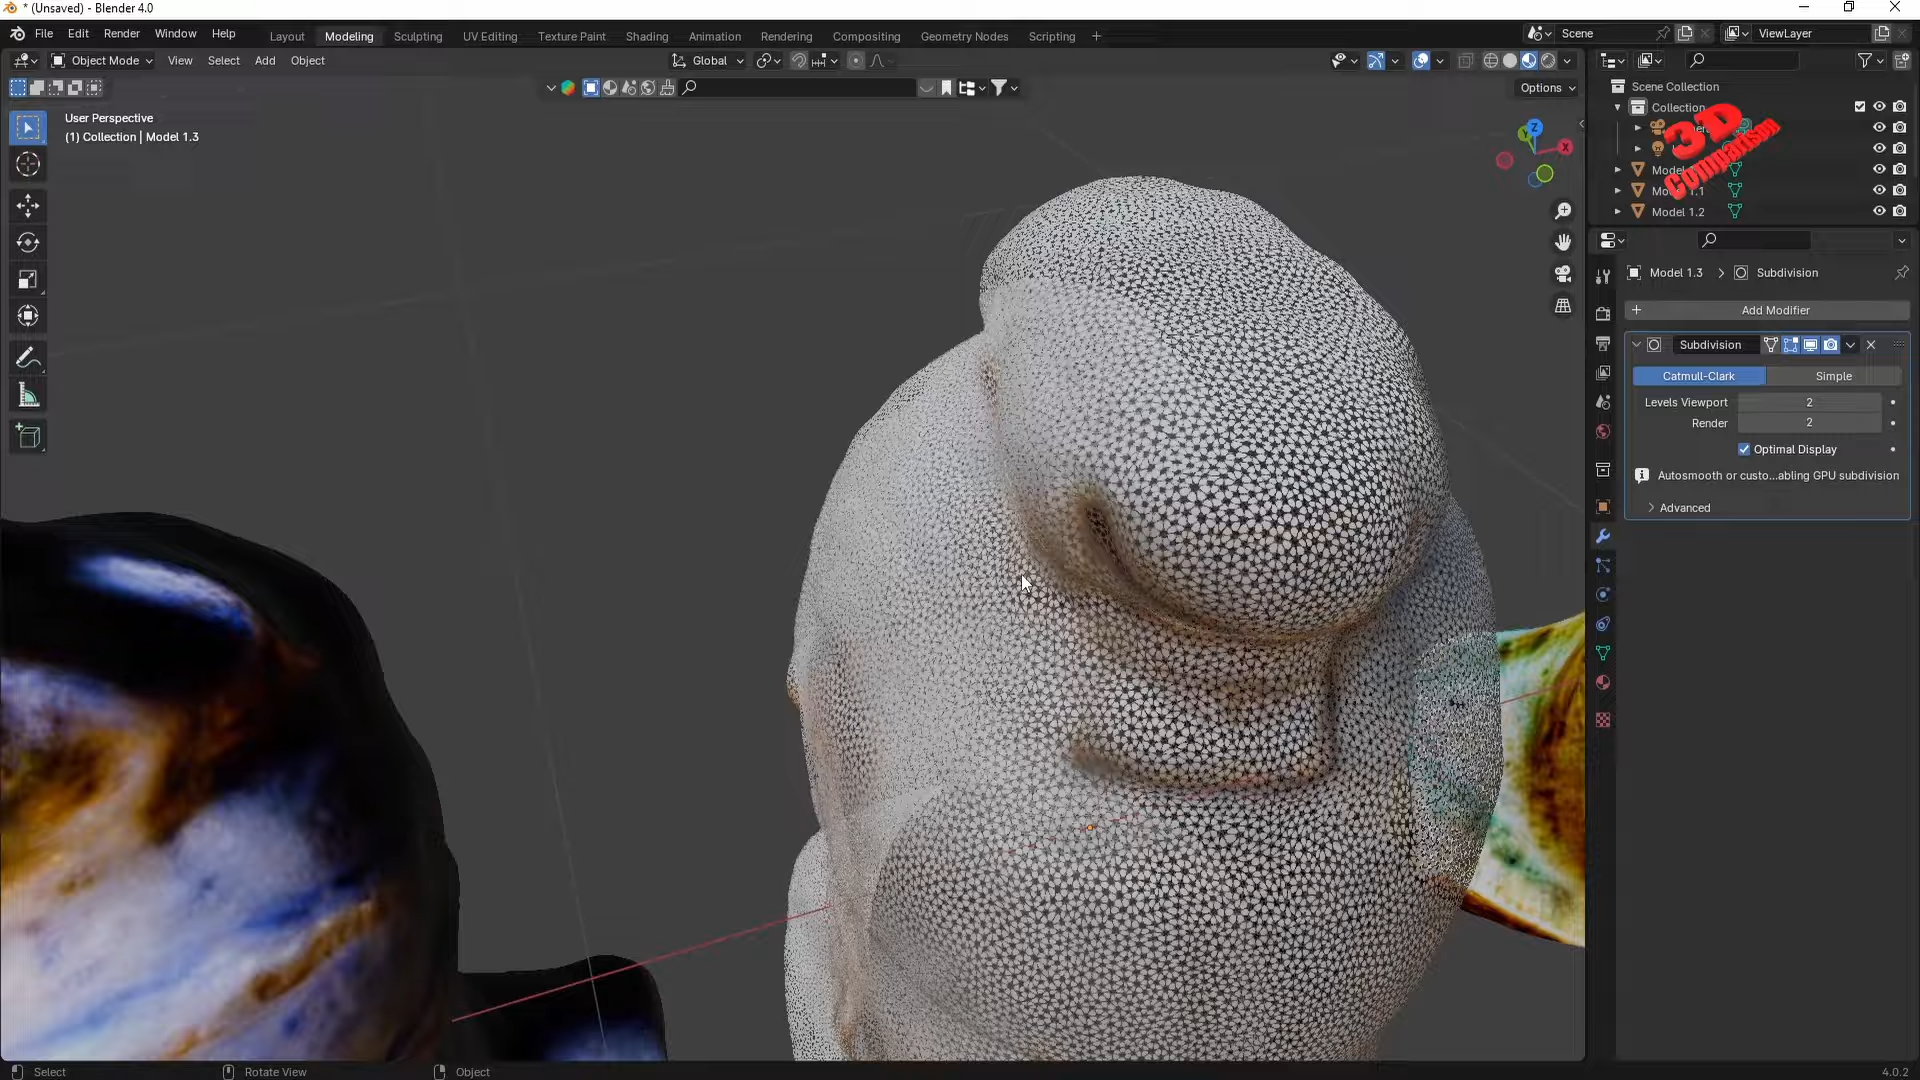 * (Unsaved) - Blender 4.0
File Edit Render Window Help
Layout Modeling Sculpting UV Editing Texture Paint Shading Animation Rendering Compositing Geometry Nodes Scripting
Scene
ViewLayer
Object Mode View Select Add Object
Global
Options
User Perspective
(1) Collection | Model 1.3
Z
Y
X
Scene Collection
Collection
3D
Comparison
Model 1.2
Model 1.3 Subdivision
Add Modifier
Subdivision
Catmull-Clark Simple
Levels Viewport 2
Render 2
Optimal Display
Autosmooth or custo...abling GPU subdivision
Advanced
Select
Rotate View
Object
4.0.2